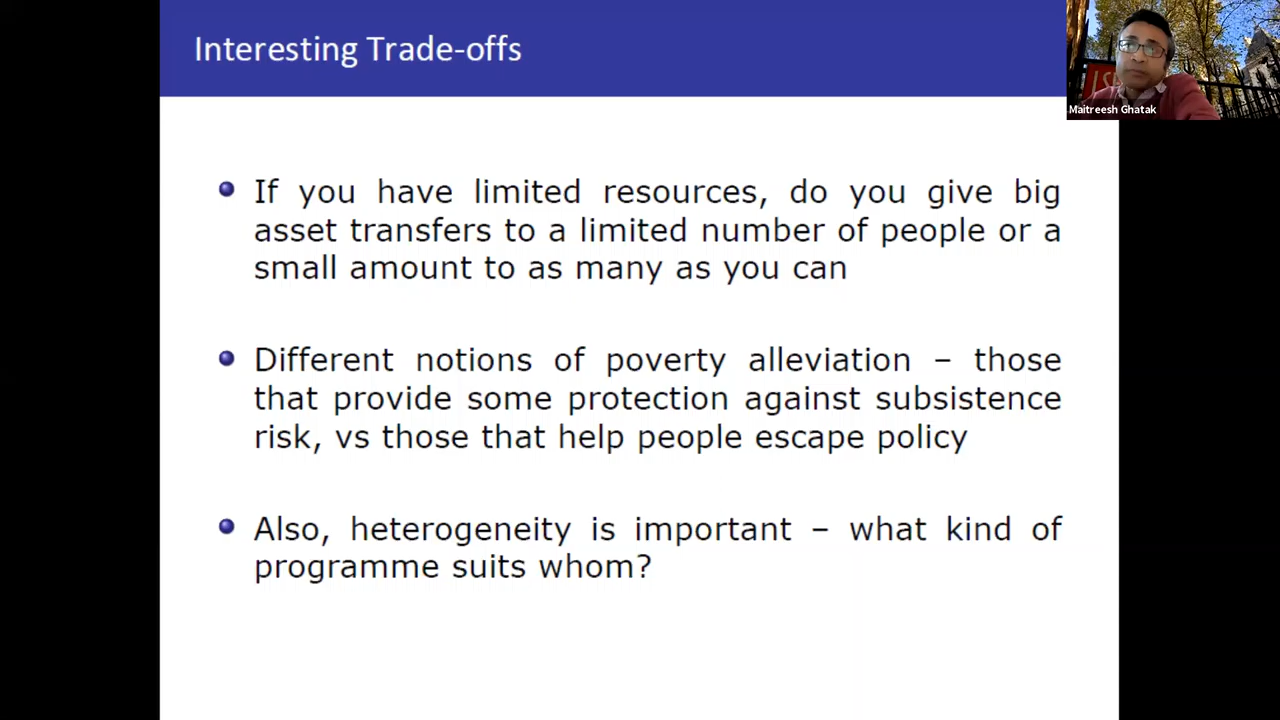 Interesting Trade-offs
Maitreesh Ghatak
If you have limited resources, do you give big
asset transfers to a limited number of people or a
small amount to as many as you can
Different notions of poverty alleviation – those
that provide some protection against subsistence
risk, vs those that help people escape policy
Also, heterogeneity is important – what kind of
programme suits whom?